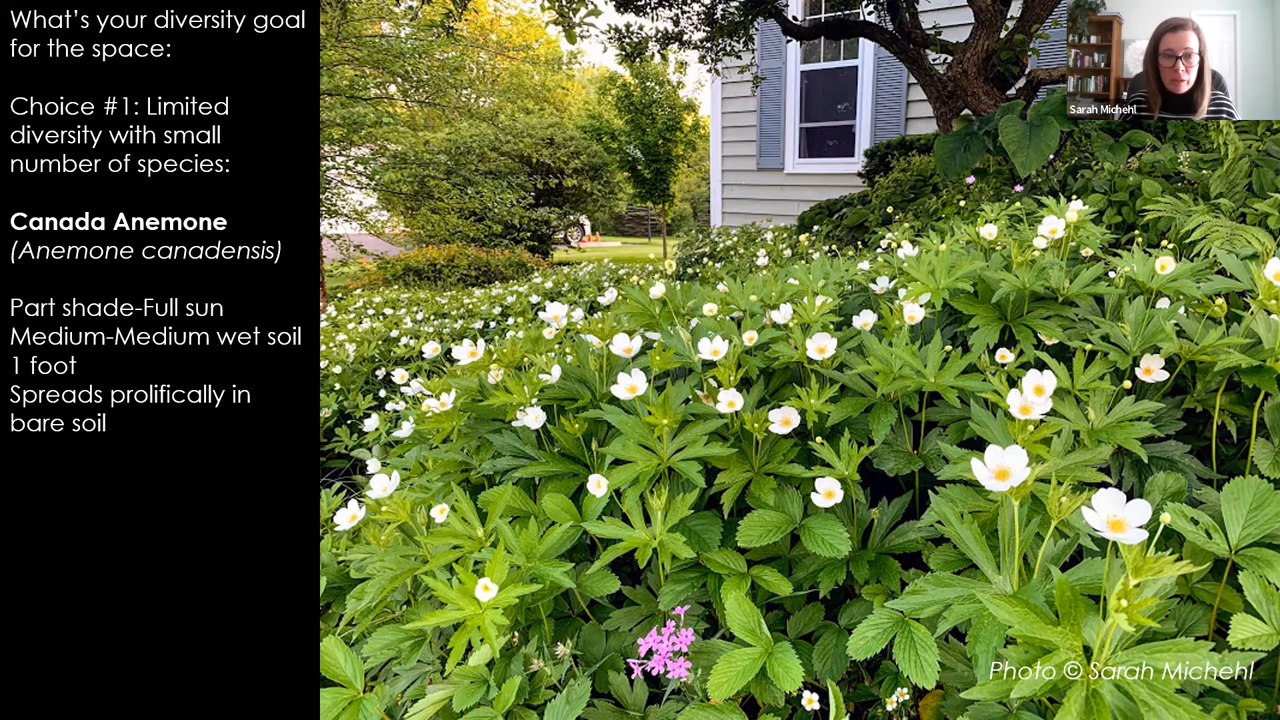 What's your diversity goal
for the space:
Choice #1: Limited
diversity with small
number of species:
Canada Anemone
(Anemone canadensis)
Part shade-Full sun
Medium-Medium wet soil
1 foot
Spreads prolifically in
bare soil
Sarah Michehl
Photo © Sarah Michehl